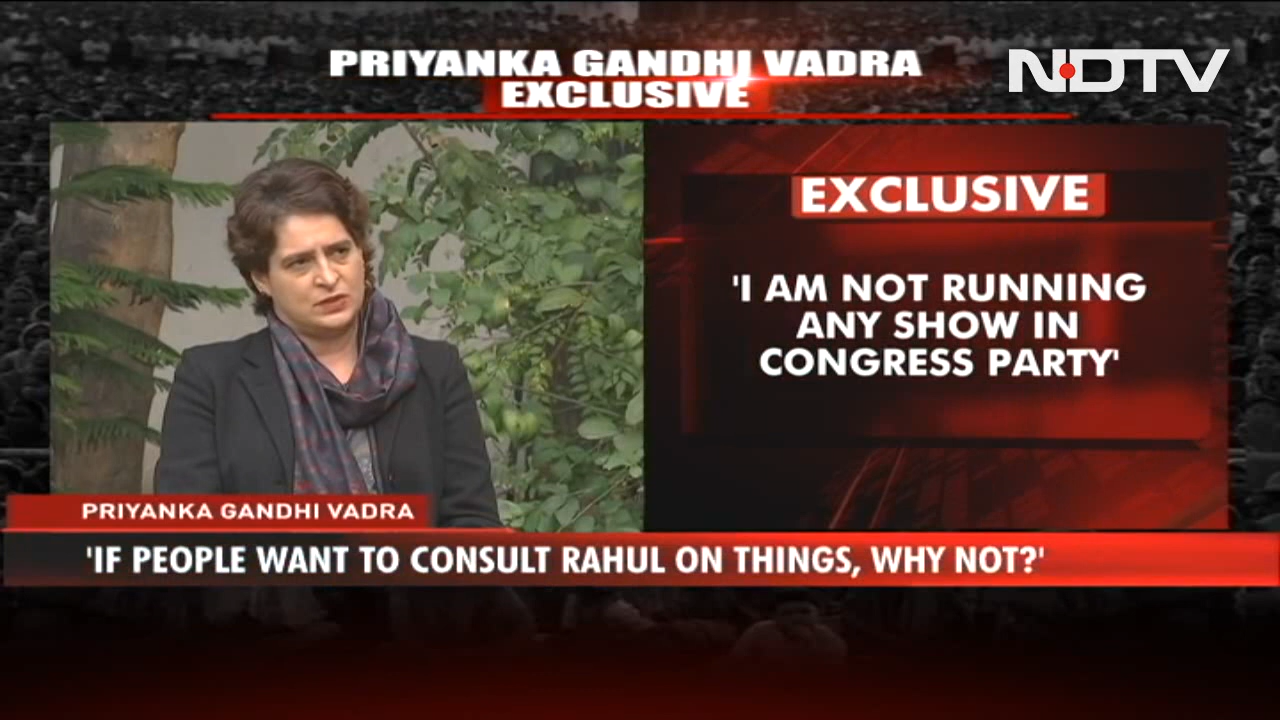 PRIYANKA GANDHI VADRA
EXCLUSIVE
NDTV
EXCLUSIVE
'I AM NOT RUNNING
ANY SHOW IN
CONGRESS PARTY'
PRIYANKA GANDHI VADRA
'IF PEOPLE WANT TO CONSULT RAHUL ON THINGS, WHY NOT?'